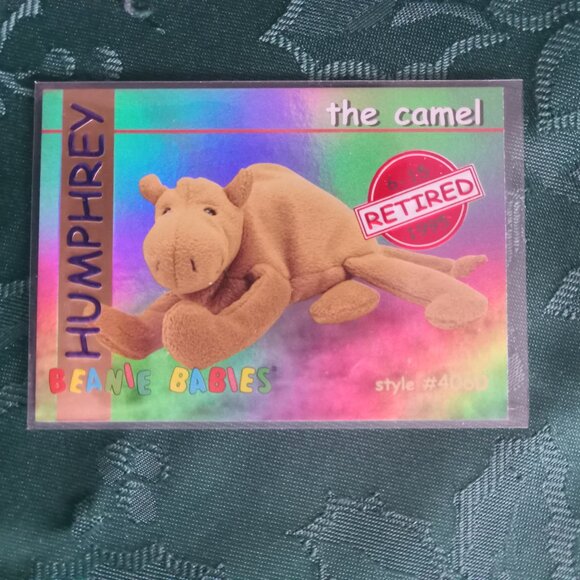 the camel
HUMPHREY
RETIRED
BEANIE BABIES®
style #4060